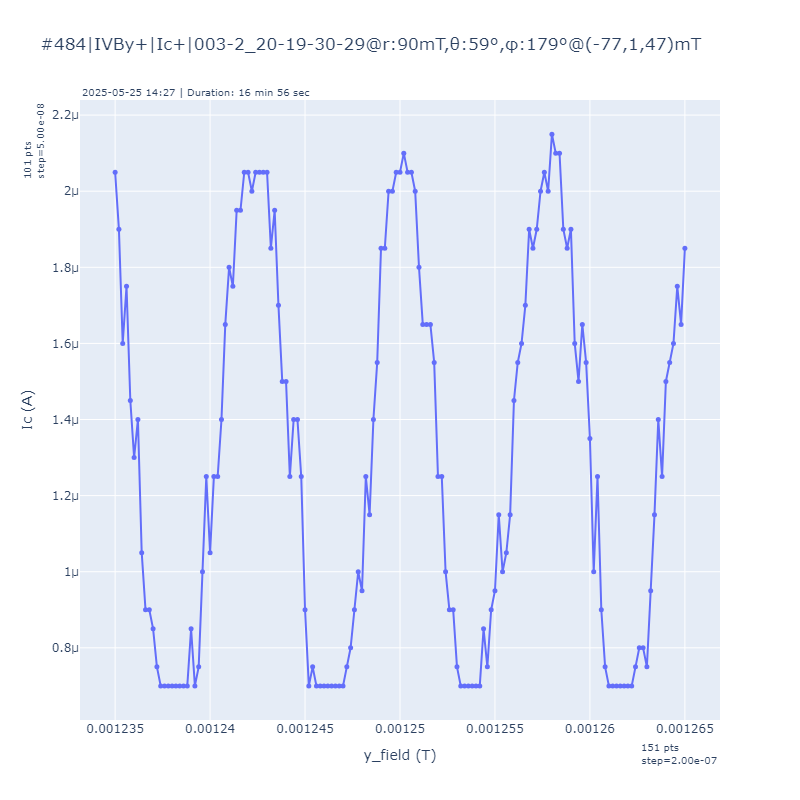 #484|IVBy+|Ic+|003-2_20-19-30-29@r:90mT,θ:59º,φ:179º@(-77,1,47)mT
2025-05-25 14:27 | Duration: 16 min 56 sec
101 pts
step=5.00e-08
2.2μ
2μ
1.8μ
1.6μ
1.4μ
1.2μ
1μ
0.8μ
Ic (A)
0.001235
0.00124
0.001245
0.00125
0.001255
0.00126
0.001265
y_field (T)
151 pts
step=2.00e-07